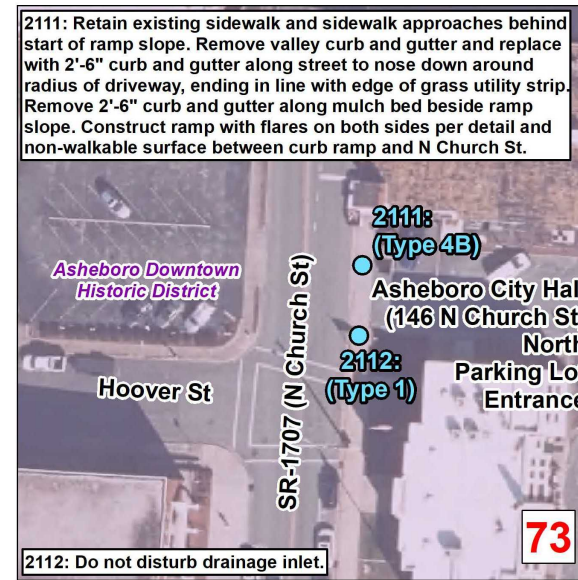 2111: Retain existing sidewalk and sidewalk approaches behind
start of ramp slope. Remove valley curb and gutter and replace
with 2'-6" curb and gutter along street to nose down around
radius of driveway, ending in line with edge of grass utility strip.
Remove 2'-6" curb and gutter along mulch bed beside ramp
slope. Construct ramp with flares on both sides per detail and
non-walkable surface between curb ramp and N Church St.
2111:
(Type 4B)
Asheboro Downtown
Historic District
Asheboro City Hal
(146 N Church St
North
Parking Lo
Entrance
2112:
(Type 1)
Hoover St
SR-1707 (N Church St)
73
2112: Do not disturb drainage inlet.